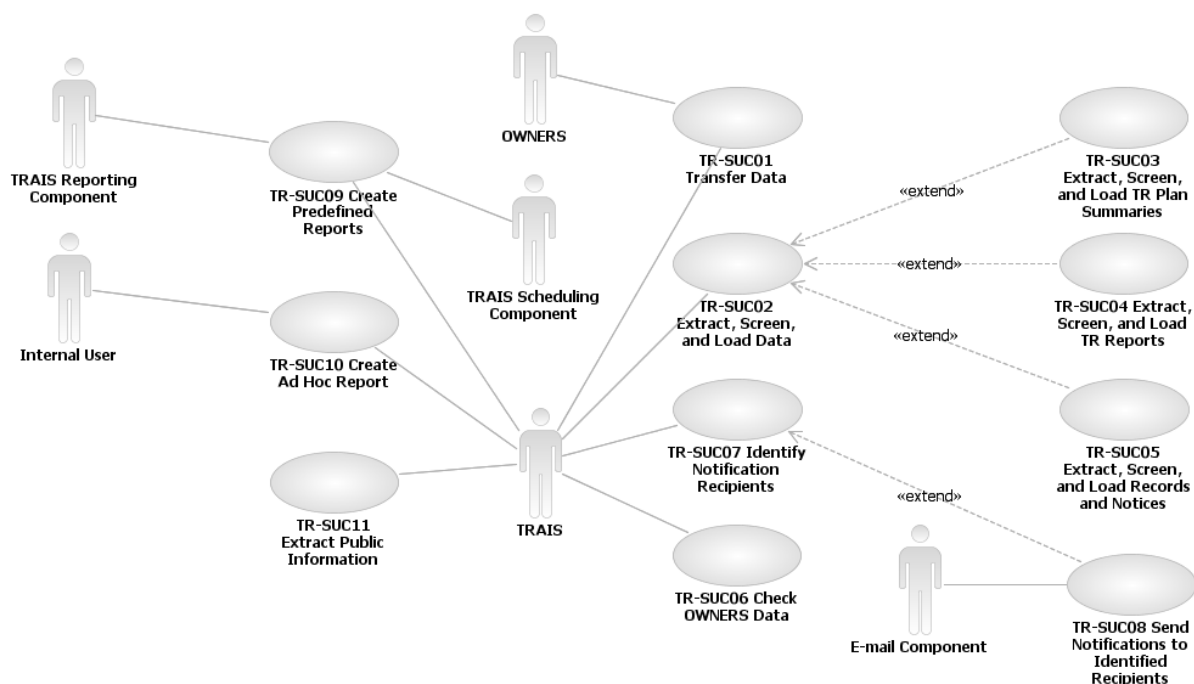 OWNERS
TRAIS Reporting
Component
TR-SUC09 Create
Predefined
Reports
TR-SUC01
Transfer Data
TR-SUC03
Extract, Screen,
and Load TR Plan
Summaries
«extend»
Internal User
TRAIS Scheduling
Component
TR-SUC02
Extract, Screen,
and Load Data
«extend»
TR-SUC04 Extract,
Screen, and Load
TR Reports
«extend»
TR-SUC10 Create
Ad Hoc Report
TR-SUC07 Identify
Notification
Recipients
TR-SUC05
Extract, Screen,
and Load Records
and Notices
«extend»
TR-SUC11
Extract Public
Information
TRAIS
TR-SUC06 Check
OWNERS Data
E-mail Component
TR-SUC08 Send
Notifications to
Identified
Recipients